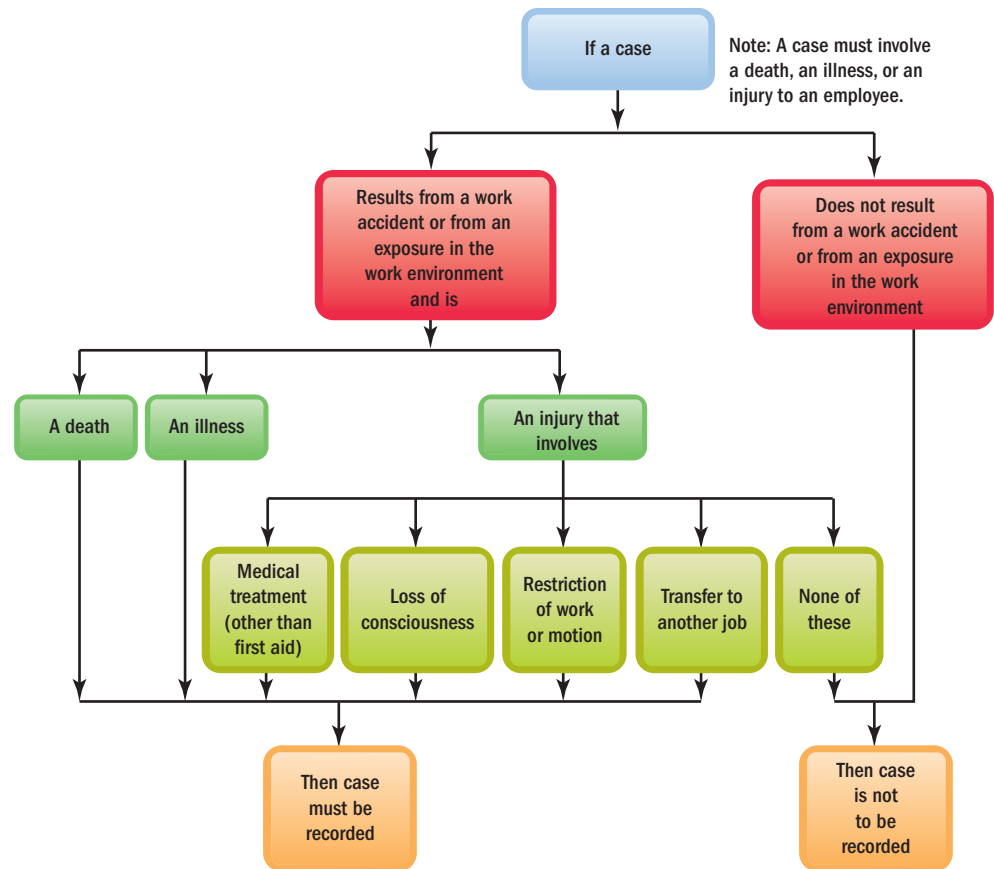 If a case
Note: A case must involve
a death, an illness, or an
injury to an employee.
Results from a work
accident or from an
exposure in the
work environment
and is
Does not result
from a work accident
or from an exposure
in the work
environment
A death
An illness
An injury that
involves
Medical
treatment
(other than
first aid)
Loss of
consciousness
Restriction
of work
or motion
Transfer to
another job
None of
these
Then case
must be
recorded
Then case
is not
to be
recorded